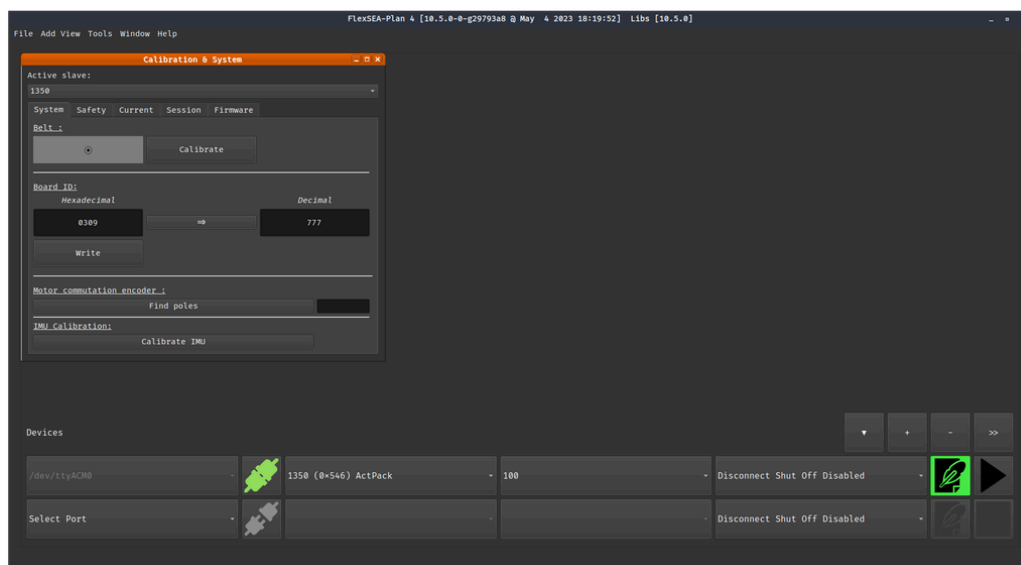 FlexSEA-Plan 4 [10.5.0-0-g29793a8 @ May  4 2023 18:19:52]  Libs [10.5.0]
File Add View Tools Window Help
Calibration & System
Active slave:
1350
System Safety Current Session Firmware
Belt :
Calibrate
Board ID:
Hexadecimal Decimal
0309 ⇒ 777
Write
Motor commutation encoder :
Find poles
IMU Calibration:
Calibrate IMU
Devices ▾ + - >>
/dev/ttyACM0 1350 (0×546) ActPack 100 Disconnect Shut Off Disabled
Select Port Disconnect Shut Off Disabled